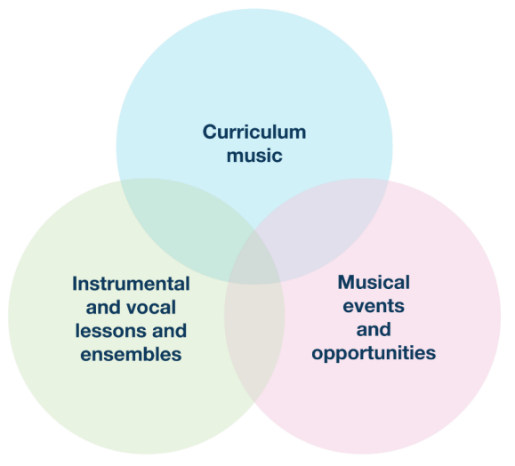 Curriculum
music
Instrumental
and vocal
lessons and
ensembles
Musical
events
and
opportunities